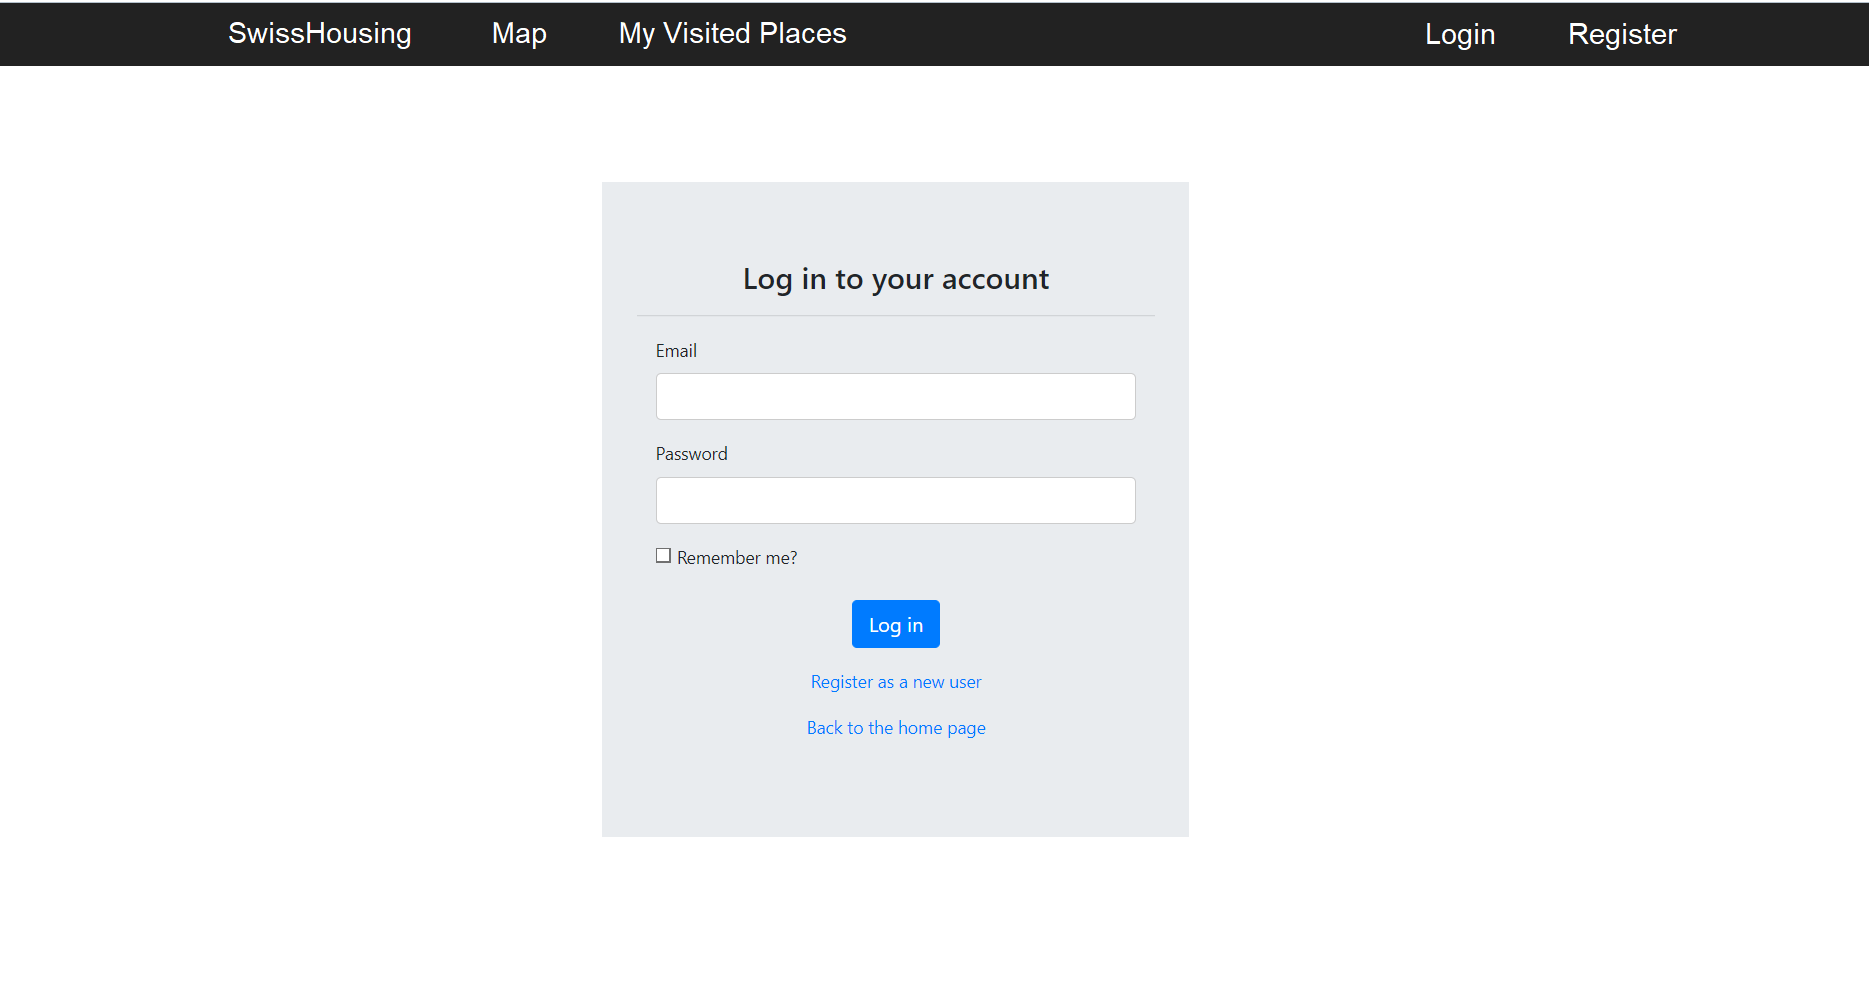 SwissHousing Map My Visited Places Login Register
Log in to your account
Email
Password
Remember me?
Log in
Register as a new user
Back to the home page